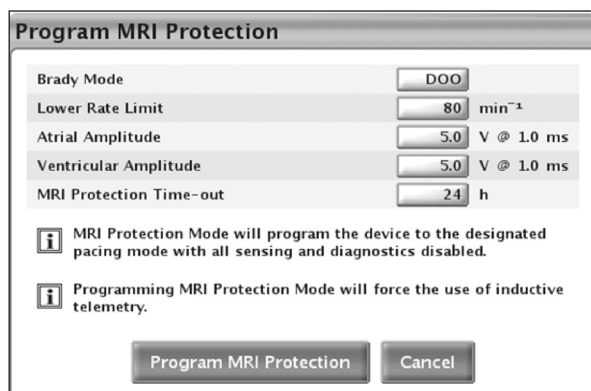 Program MRI Protection
Brady Mode DOO
Lower Rate Limit 80 min⁻¹
Atrial Amplitude 5.0 V @ 1.0 ms
Ventricular Amplitude 5.0 V @ 1.0 ms
MRI Protection Time-out 24 h
i MRI Protection Mode will program the device to the designated
pacing mode with all sensing and diagnostics disabled.
i Programming MRI Protection Mode will force the use of inductive
telemetry.
Program MRI Protection Cancel